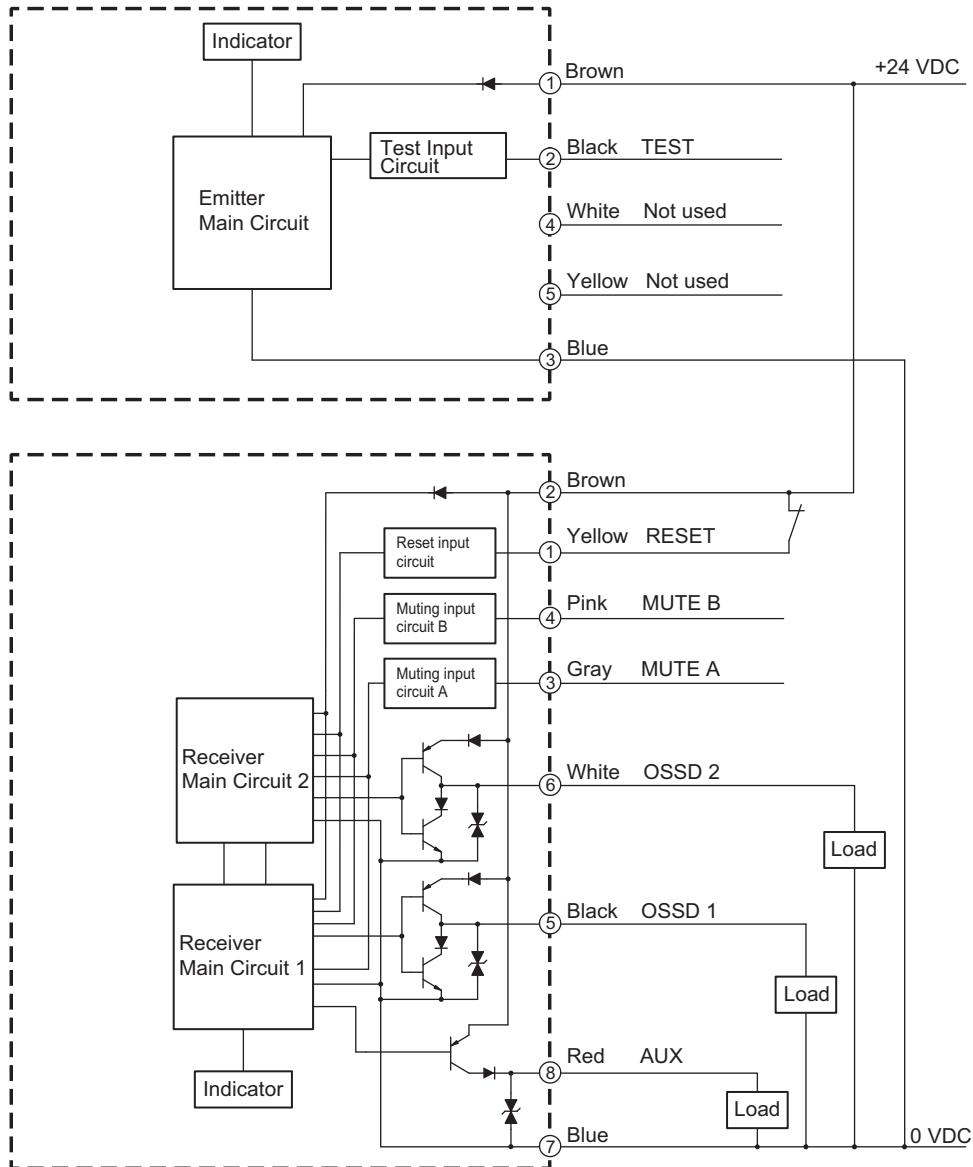 Indicator
+24 VDC
1 Brown
Test Input
Circuit
2 Black TEST
Emitter
Main Circuit
4 White Not used
5 Yellow Not used
3 Blue
2 Brown
Reset input
circuit
1 Yellow RESET
Muting input
circuit B
4 Pink MUTE B
Muting input
circuit A
3 Gray MUTE A
Receiver
Main Circuit 2
6 White OSSD 2
Load
5 Black OSSD 1
Receiver
Main Circuit 1
Load
8 Red AUX
Indicator
Load
7 Blue
0 VDC